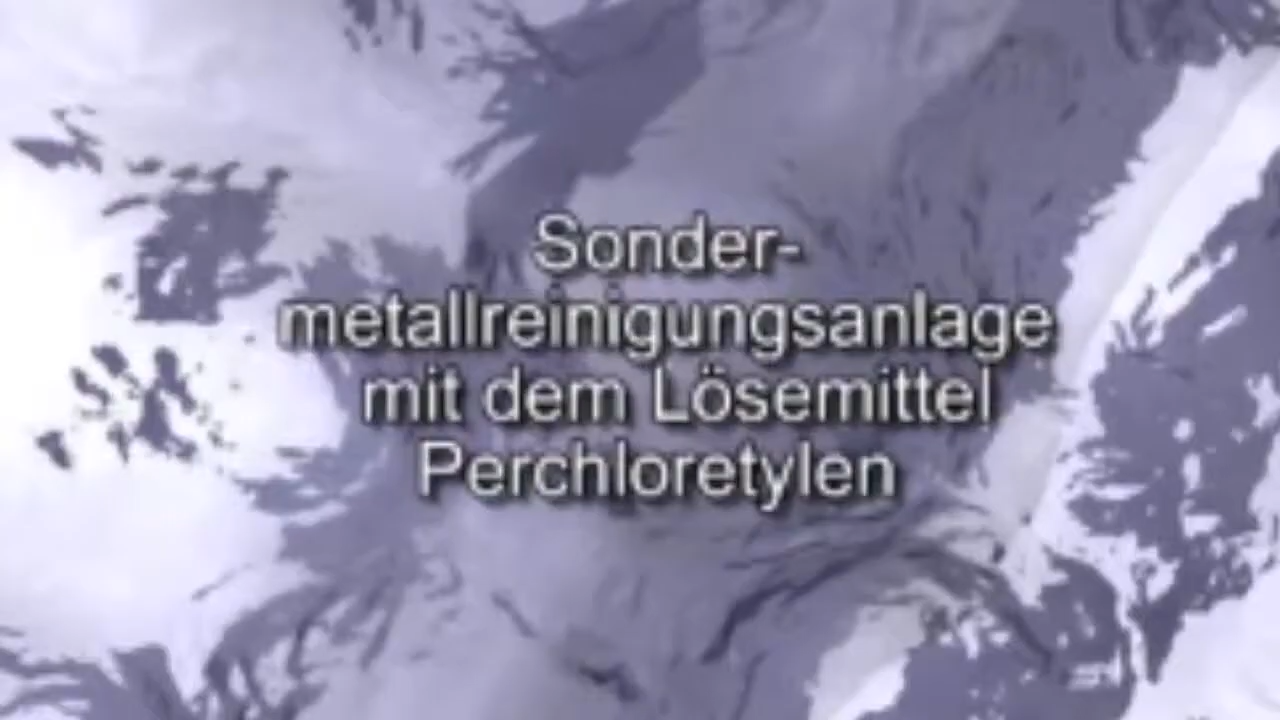 Sonder-
metallreinigungsanlage
mit dem Lösemittel
Perchloretylen